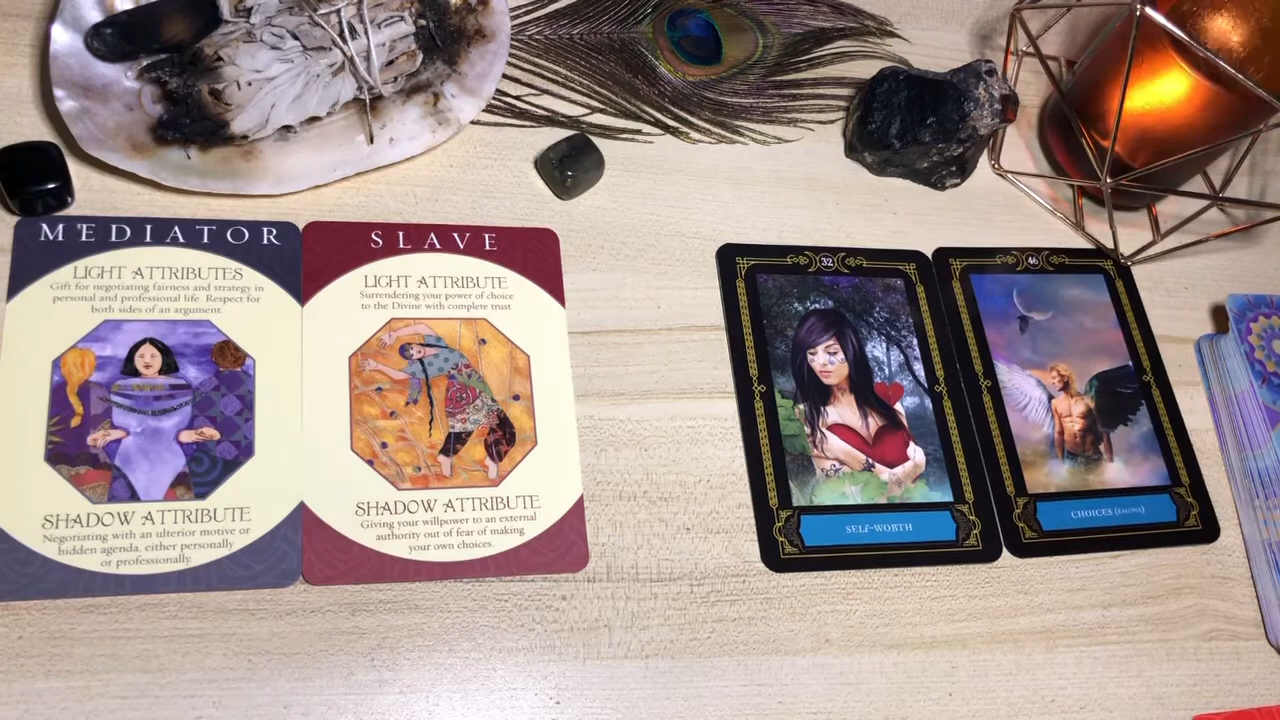 MEDIATOR
LIGHT ATTRIBUTES
Gift for negotiating fairness and strategy in
personal and professional life. Respect for
both sides of an argument.
SHADOW ATTRIBUTE
Negotiating with an ulterior motive or
hidden agenda, either personally
or professionally.
SLAVE
LIGHT ATTRIBUTE
Surrendering your power of choice
to the Divine with complete trust
SHADOW ATTRIBUTE
Giving your willpower to an external
authority out of fear of making
your own choices.
32
SELF-WORTH
46
CHOICES